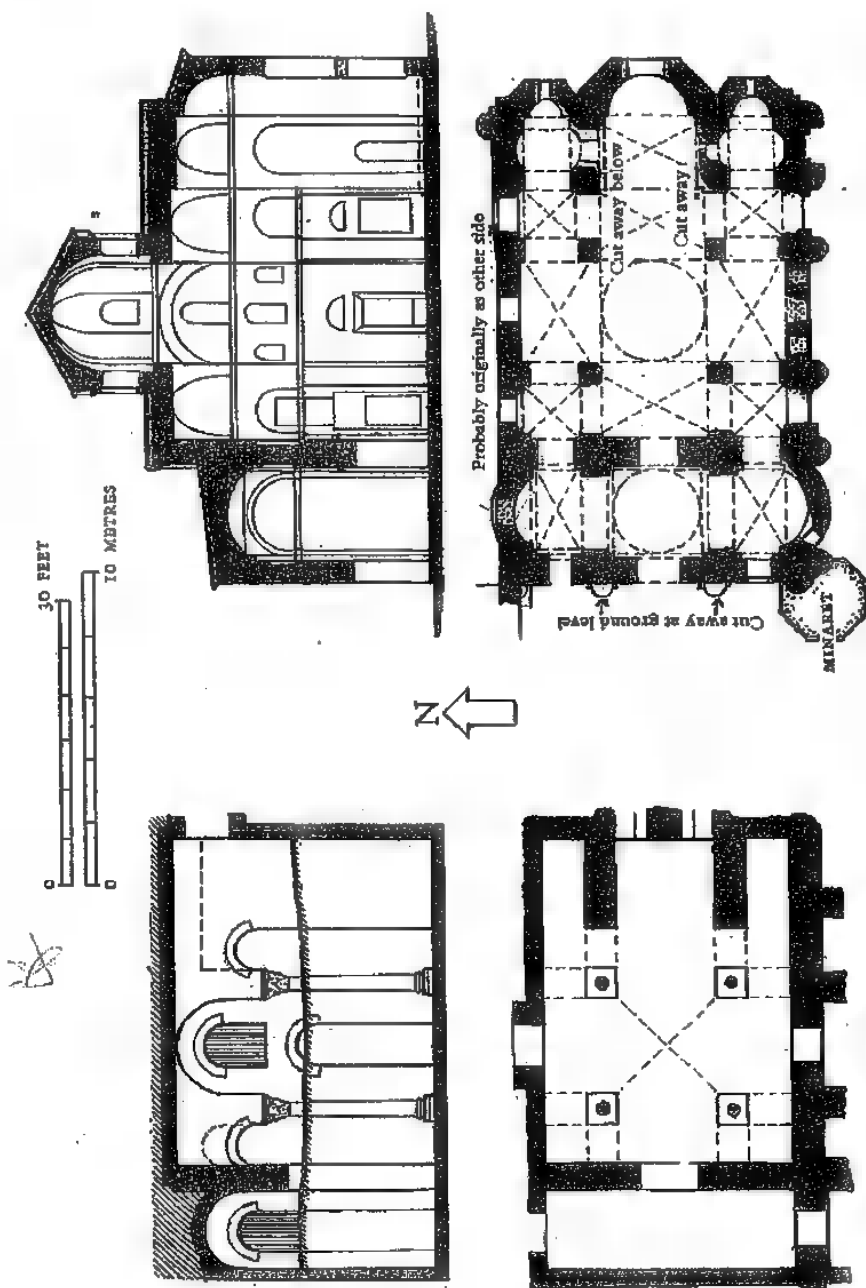 0
30 FEET
0
10 METRES
Probably originally as other side
Cut away below
Cut away
Cut away at ground level
MINARET
N